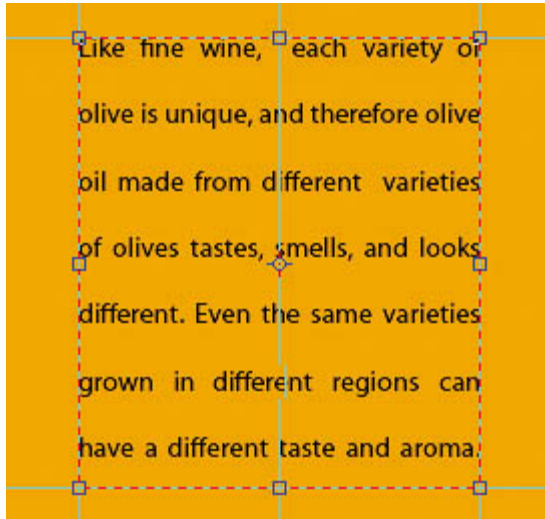 Like fine wine, each variety of
olive is unique, and therefore olive
oil made from different varieties
of olives tastes, smells, and looks
different. Even the same varieties
grown in different regions can
have a different taste and aroma.